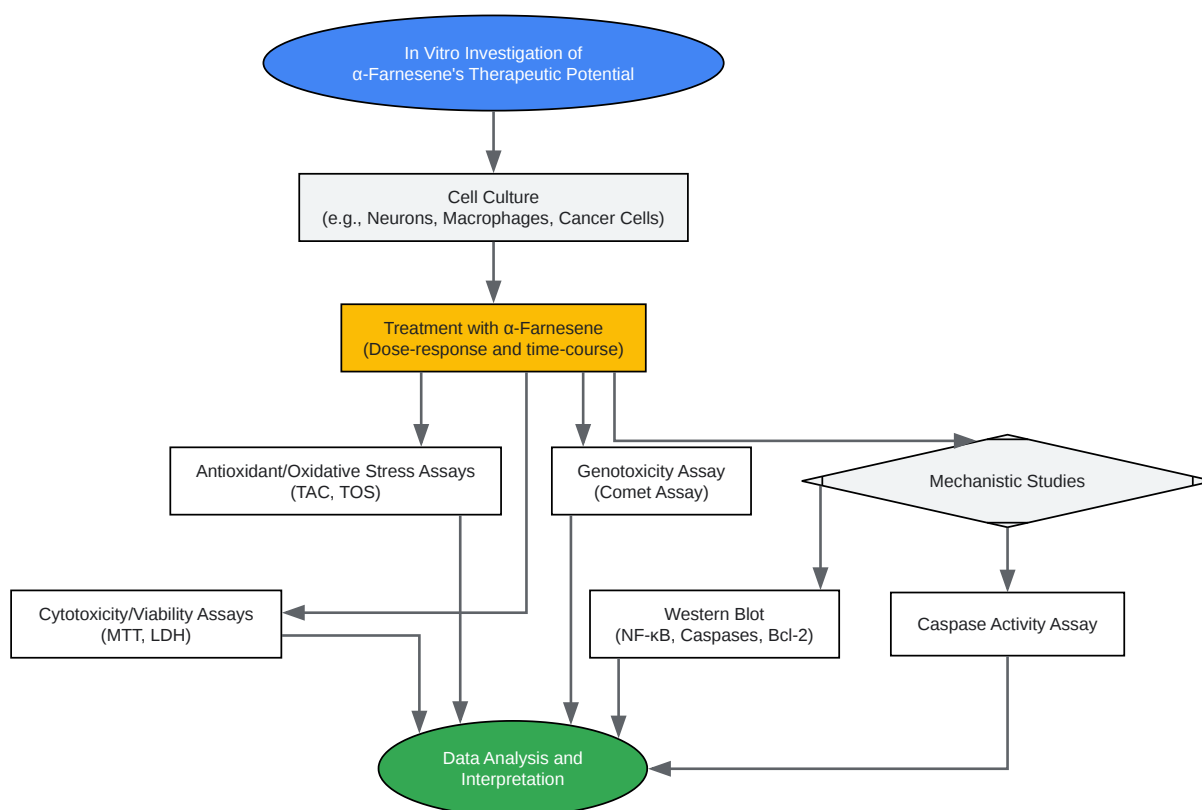 In Vitro Investigation of
α-Farnesene's Therapeutic Potential
Cell Culture
(e.g., Neurons, Macrophages, Cancer Cells)
Treatment with α-Farnesene
(Dose-response and time-course)
Antioxidant/Oxidative Stress Assays
(TAC, TOS)
Genotoxicity Assay
(Comet Assay)
Mechanistic Studies
Cytotoxicity/Viability Assays
(MTT, LDH)
Western Blot
(NF-κB, Caspases, Bcl-2)
Caspase Activity Assay
Data Analysis and
Interpretation